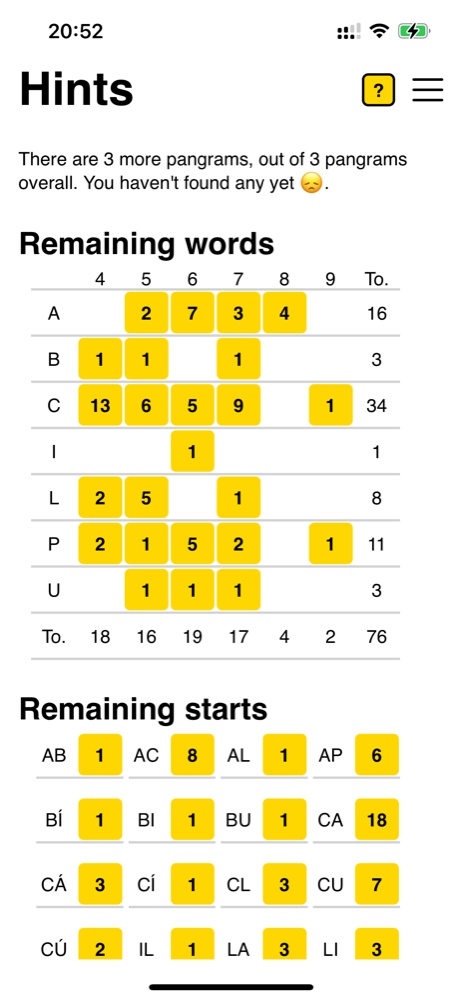 20:52
Hints
?
There are 3 more pangrams, out of 3 pangrams
overall. You haven't found any yet 😞.
Remaining words
4 5 6 7 8 9 To.
A 2 7 3 4 16
B 1 1 1 3
C 13 6 5 9 1 34
I 1 1
L 2 5 1 8
P 2 1 5 2 1 11
U 1 1 1 3
To. 18 16 19 17 4 2 76
Remaining starts
AB 1 AC 8 AL 1 AP 6
BÍ 1 BI 1 BU 1 CA 18
CÁ 3 CÍ 1 CL 3 CU 7
CÚ 2 IL 1 LA 3 LI 3